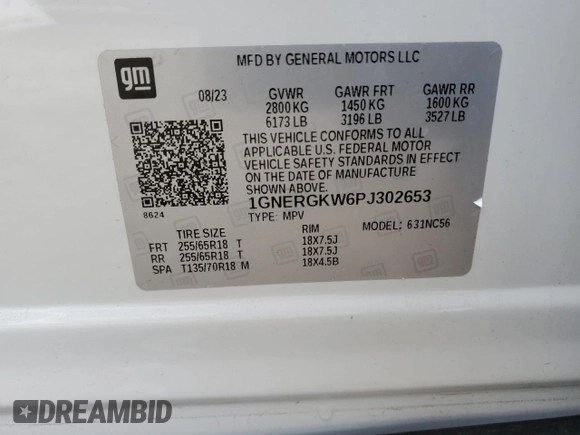 gm
MFD BY GENERAL MOTORS LLC
08/23 GVWR GAWR FRT GAWR RR
2800 KG 1450 KG 1600 KG
6173 LB 3196 LB 3527 LB
THIS VEHICLE CONFORMS TO ALL
APPLICABLE U.S. FEDERAL MOTOR
VEHICLE SAFETY STANDARDS IN EFFECT
ON THE DATE OF MANUFACTURE
SHOWN ABOVE.
1GNERGKW6PJ302653
8624
TYPE: MPV MODEL: 631NC56
TIRE SIZE RIM
FRT 255/65R18 T 18X7.5J
RR 255/65R18 T 18X7.5J
SPA T135/70R18 M 18X4.5B
DREAMBID